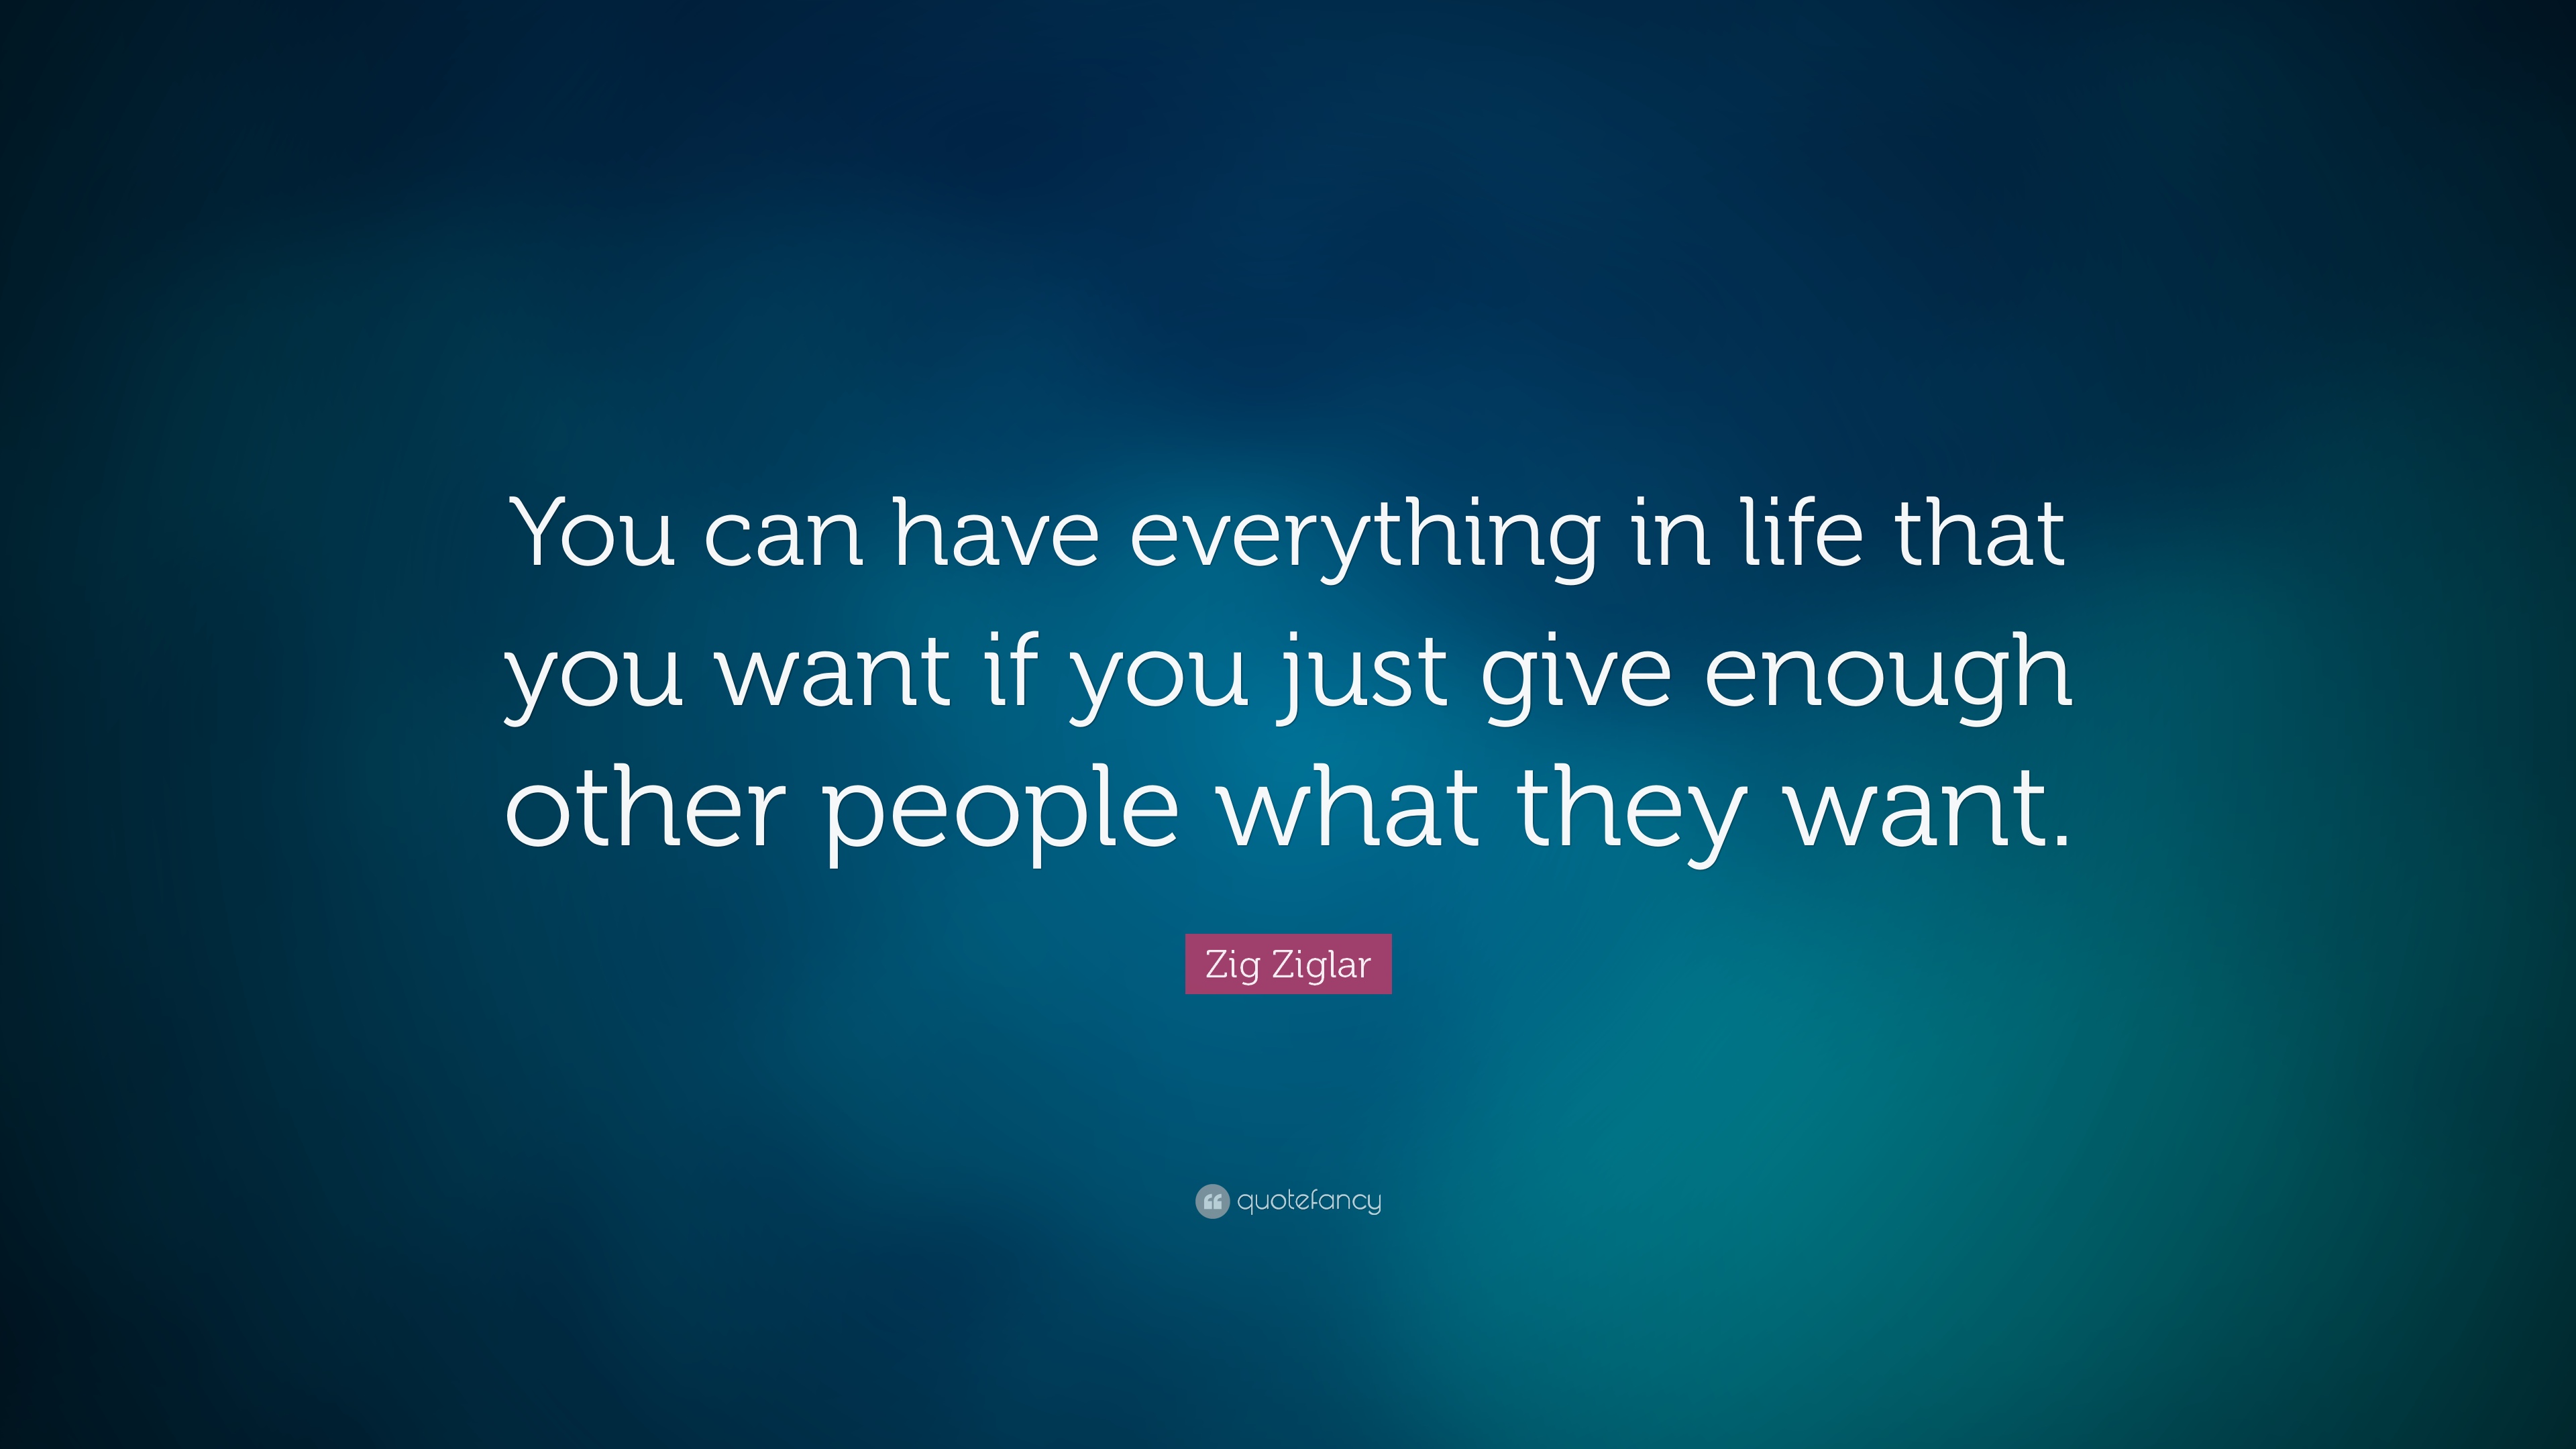 You can have everything in life that
you want if you just give enough
other people what they want.
Zig Ziglar
quotefancy